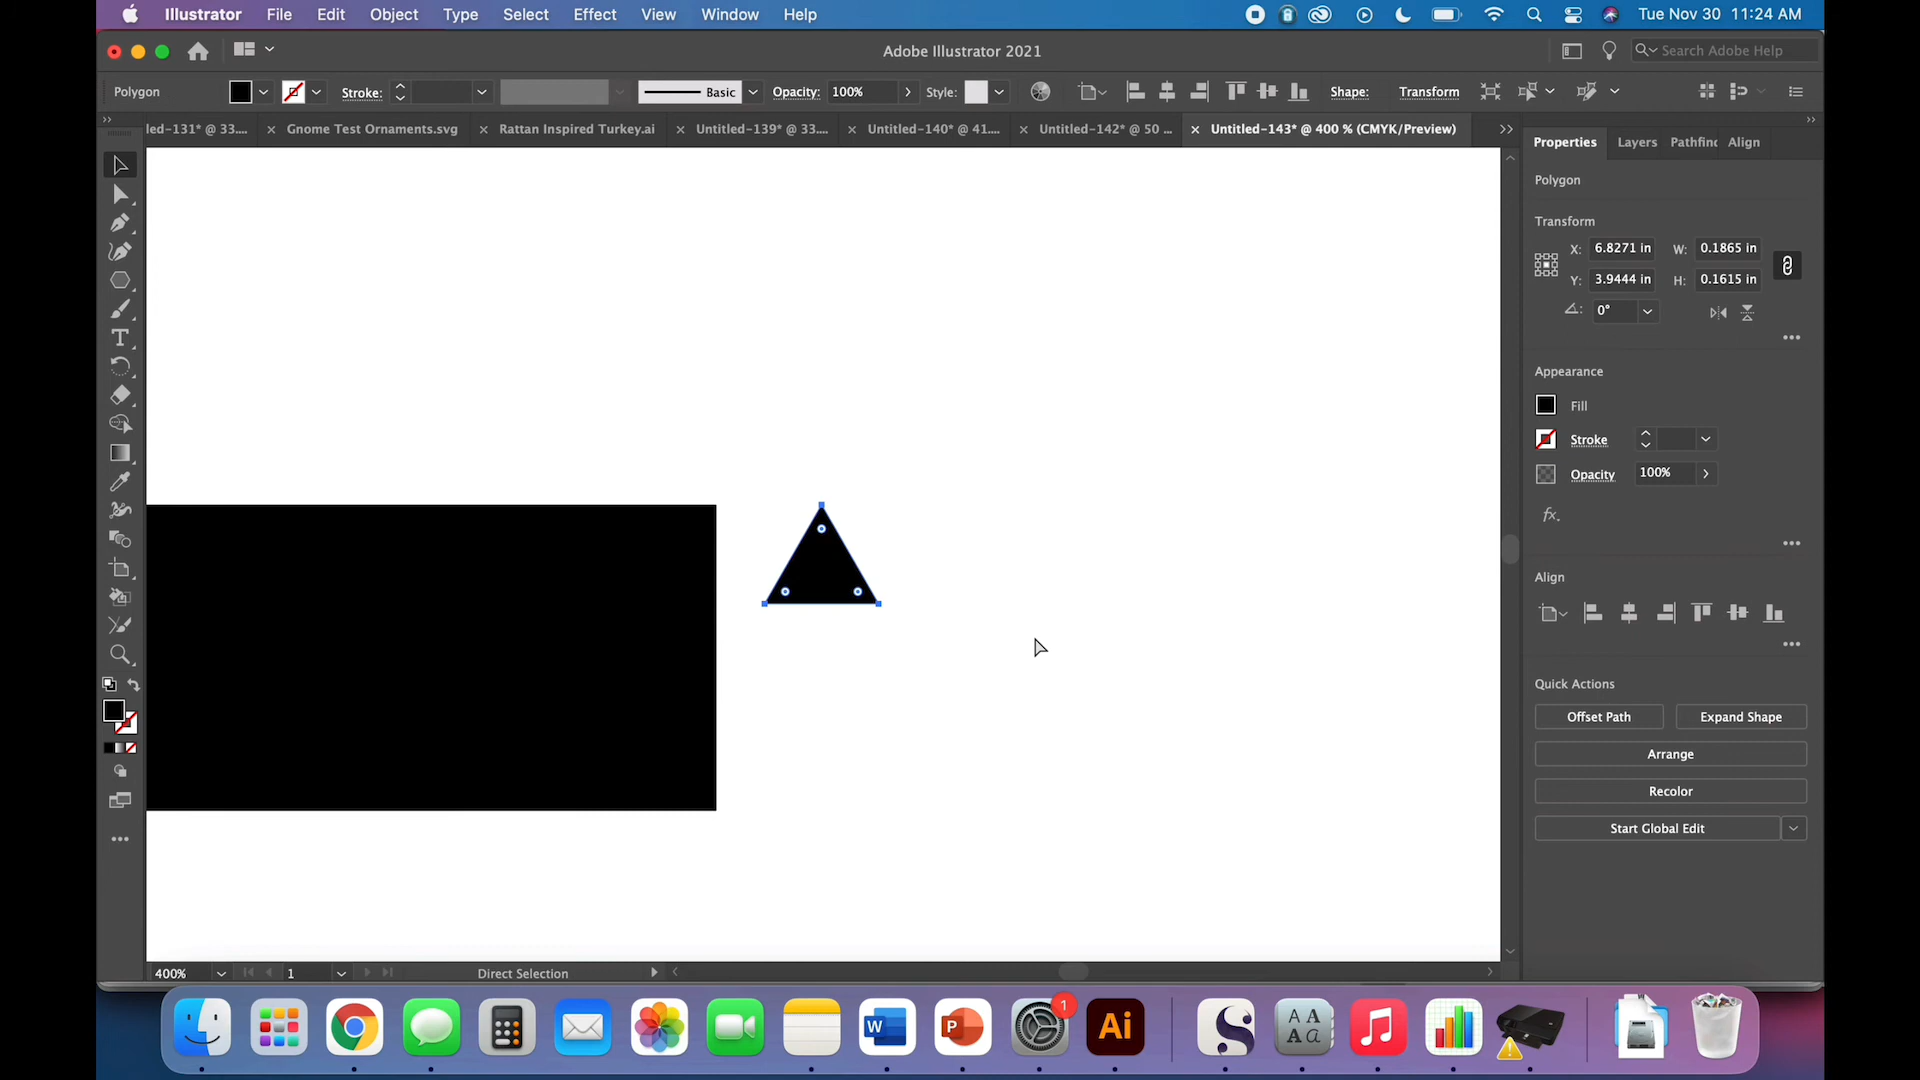 Illustrator File Edit Object Type Select Effect View Window Help Tue Nov 30 11:24 AM
Adobe Illustrator 2021 Search Adobe Help
Polygon Stroke: Basic Opacity: 100% Style: Shape: Transform
led-131* @ 33.... Gnome Test Ornaments.svg Rattan Inspired Turkey.ai Untitled-139* @ 33.... Untitled-140* @ 41.... Untitled-142* @ 50 ... Untitled-143* @ 400 % (CMYK/Preview)
Properties Layers Pathfinc Align
Polygon
Transform
X: 6.8271 in W: 0.1865 in
Y: 3.9444 in H: 0.1615 in
0°
Appearance
Fill
Stroke
Opacity 100%
fx.
Align
Quick Actions
Offset Path Expand Shape
Arrange
Recolor
Start Global Edit
400% 1 Direct Selection
1
W P Ai
A A
A a